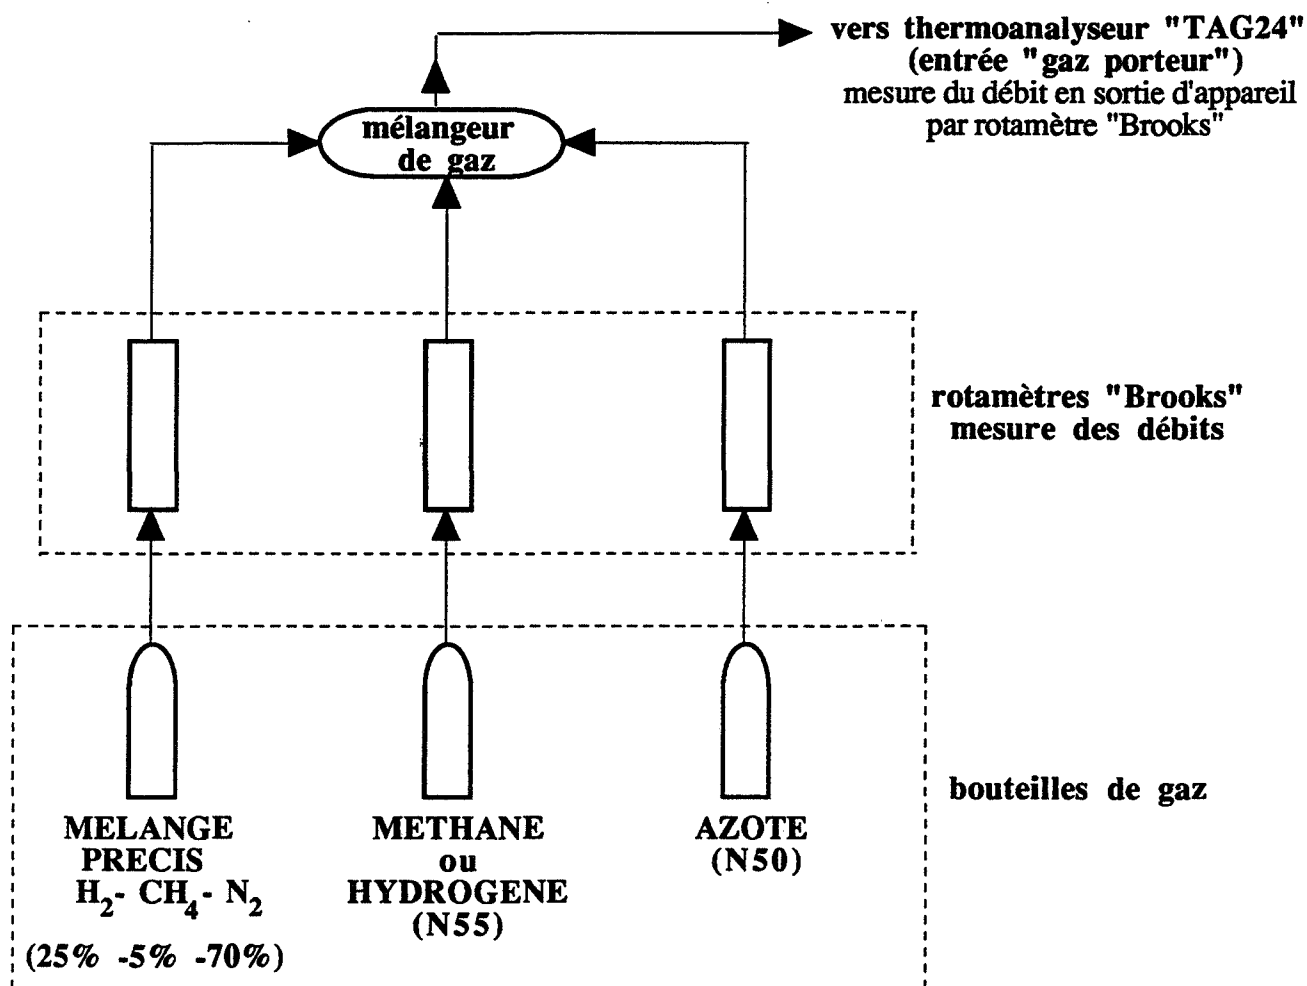 vers thermoanalyseur "TAG24"
(entrée "gaz porteur")
mesure du débit en sortie d'appareil
par rotamètre "Brooks"
mélangeur
de gaz
rotamètres "Brooks"
mesure des débits
bouteilles de gaz
MELANGE
PRECIS
H₂- CH₄- N₂
(25% -5% -70%)
METHANE
ou
HYDROGENE
(N55)
AZOTE
(N50)